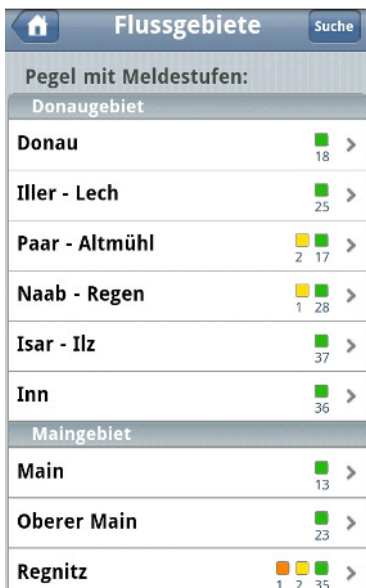 Flussgebiete
Suche
Pegel mit Meldestufen:
Donaugebiet
Donau
18
Iller - Lech
25
Paar - Altmühl
2 17
Naab - Regen
1 28
Isar - Ilz
37
Inn
36
Maingebiet
Main
13
Oberer Main
23
Regnitz
1 2 35